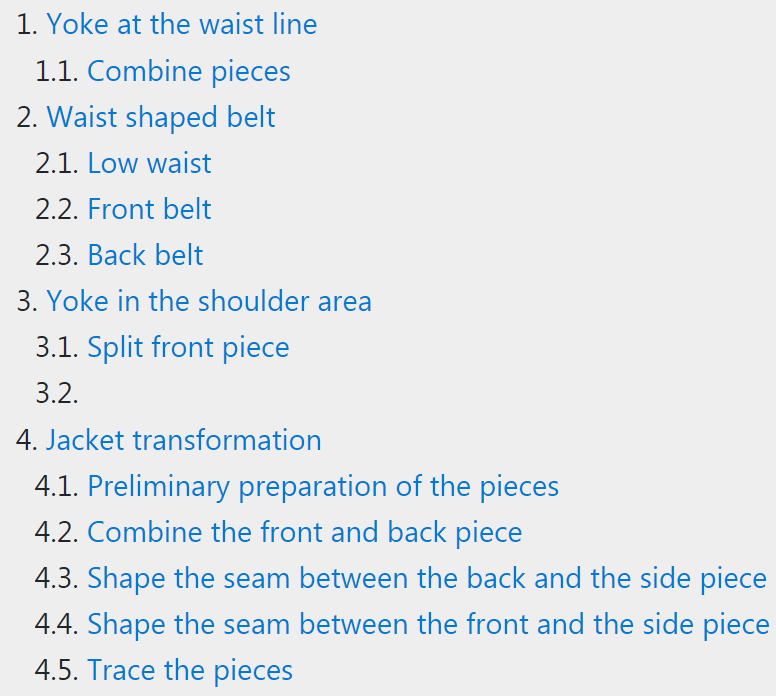 1. Yoke at the waist line
1.1. Combine pieces
2. Waist shaped belt
2.1. Low waist
2.2. Front belt
2.3. Back belt
3. Yoke in the shoulder area
3.1. Split front piece
3.2.
4. Jacket transformation
4.1. Preliminary preparation of the pieces
4.2. Combine the front and back piece
4.3. Shape the seam between the back and the side piece
4.4. Shape the seam between the front and the side piece
4.5. Trace the pieces